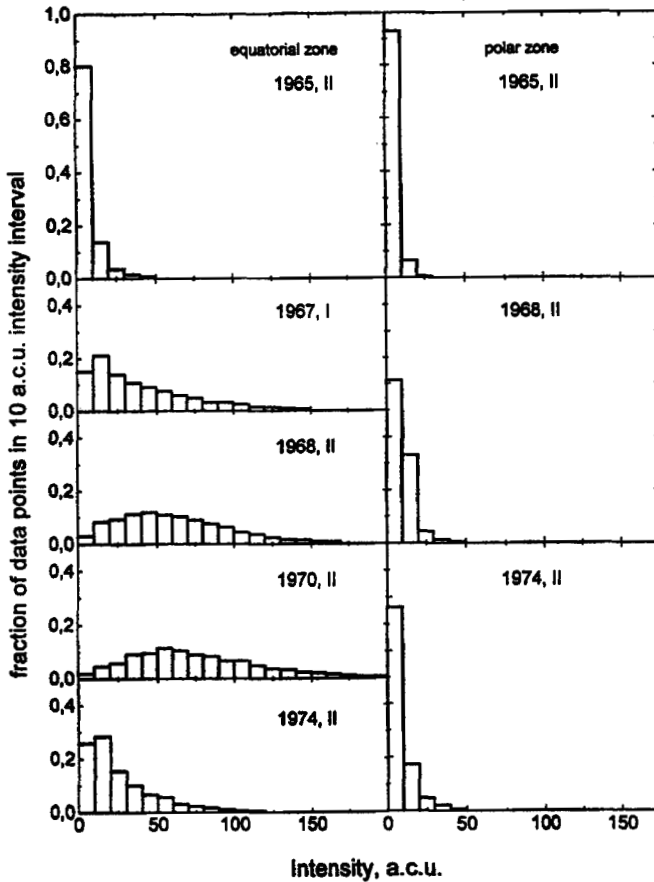 fraction of data points in 10 a.c.u. intensity interval
1,0
0,8
0,6
0,4
0,2
0,0
equatorial zone
1965, II
polar zone
1965, II
0,4
0,2
0,0
1967, I
1968, II
0,4
0,2
0,0
1968, II
0,4
0,2
0,0
1970, II
1974, II
0,4
0,2
0,0
1974, II
0 50 100 150 0 50 100 150
Intensity, a.c.u.